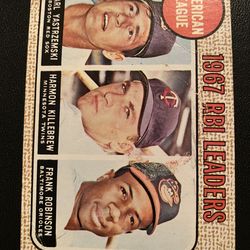 AMERICAN
LEAGUE
1967 RBI LEADERS
CARL YASTRZEMSKI
BOSTON RED SOX
HARMON KILLEBREW
MINNESOTA TWINS
FRANK ROBINSON
BALTIMORE ORIOLES